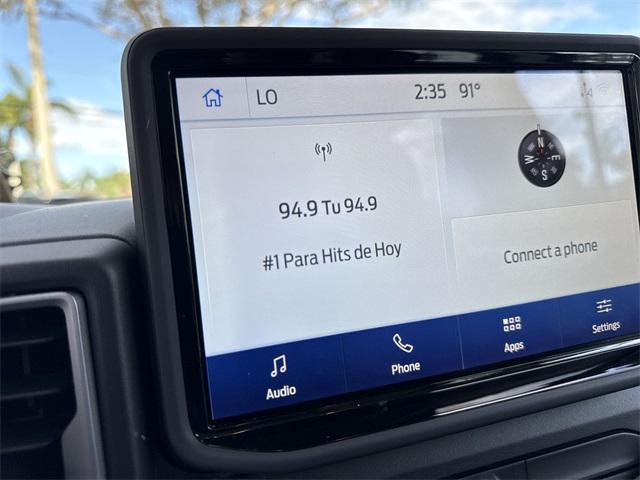 LO 2:35 91°
N
W E
S
94.9 Tu 94.9
#1 Para Hits de Hoy
Connect a phone
Audio Phone Apps Settings